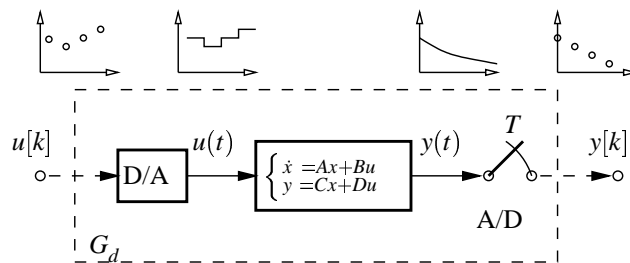 u[k]
D/A
u(t)
ẋ =Ax+Bu
y =Cx+Du
y(t)
T
A/D
y[k]
G_d